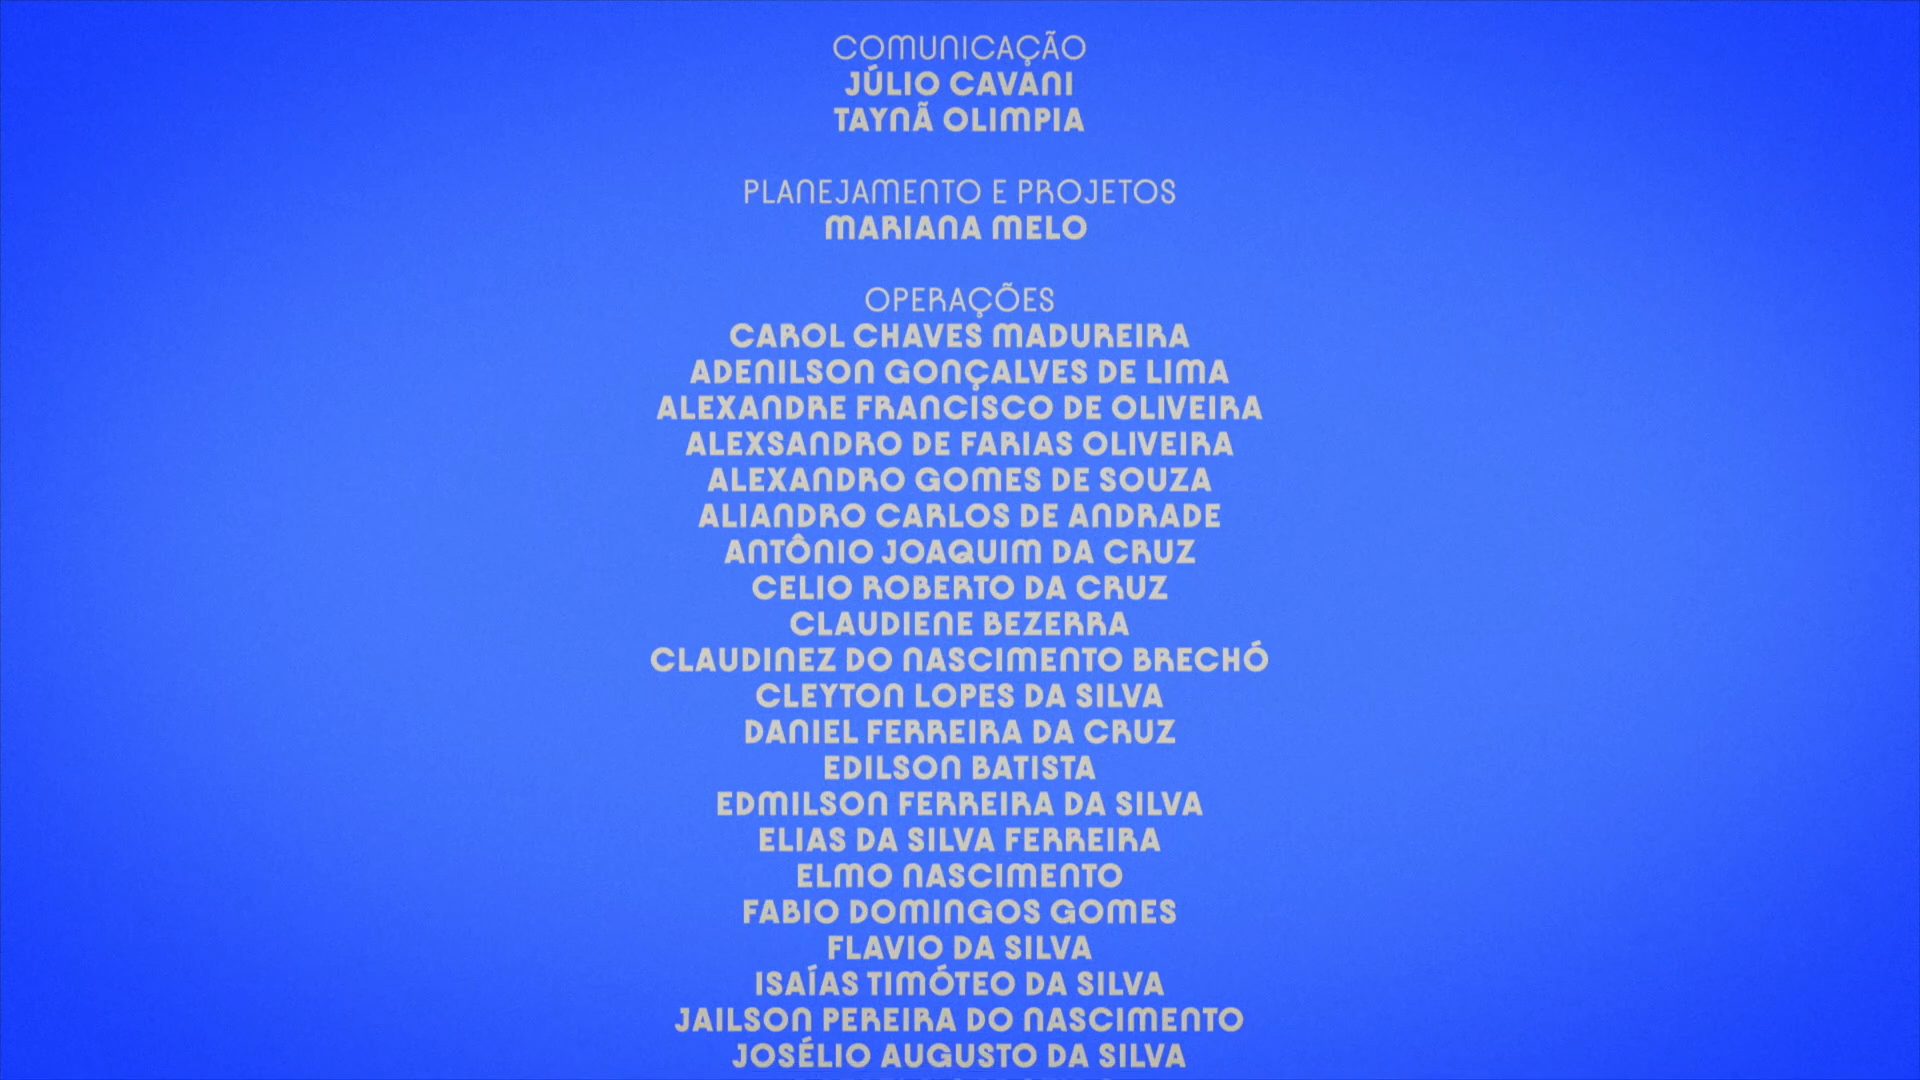 COMUNICAÇÃO
JÚLIO CAVANI
TAYNÃ OLIMPIA
PLANEJAMENTO E PROJETOS
MARIANA MELO
OPERAÇÕES
CAROL CHAVES MADUREIRA
ADENILSON GONÇALVES DE LIMA
ALEXANDRE FRANCISCO DE OLIVEIRA
ALEXSANDRO DE FARIAS OLIVEIRA
ALEXANDRO GOMES DE SOUZA
ALIANDRO CARLOS DE ANDRADE
ANTÔNIO JOAQUIM DA CRUZ
CELIO ROBERTO DA CRUZ
CLAUDIENE BEZERRA
CLAUDINEZ DO NASCIMENTO BRECHÓ
CLEYTON LOPES DA SILVA
DANIEL FERREIRA DA CRUZ
EDILSON BATISTA
EDMILSON FERREIRA DA SILVA
ELIAS DA SILVA FERREIRA
ELMO NASCIMENTO
FABIO DOMINGOS GOMES
FLAVIO DA SILVA
ISAÍAS TIMÓTEO DA SILVA
JAILSON PEREIRA DO NASCIMENTO
JOSÉLIO AUGUSTO DA SILVA